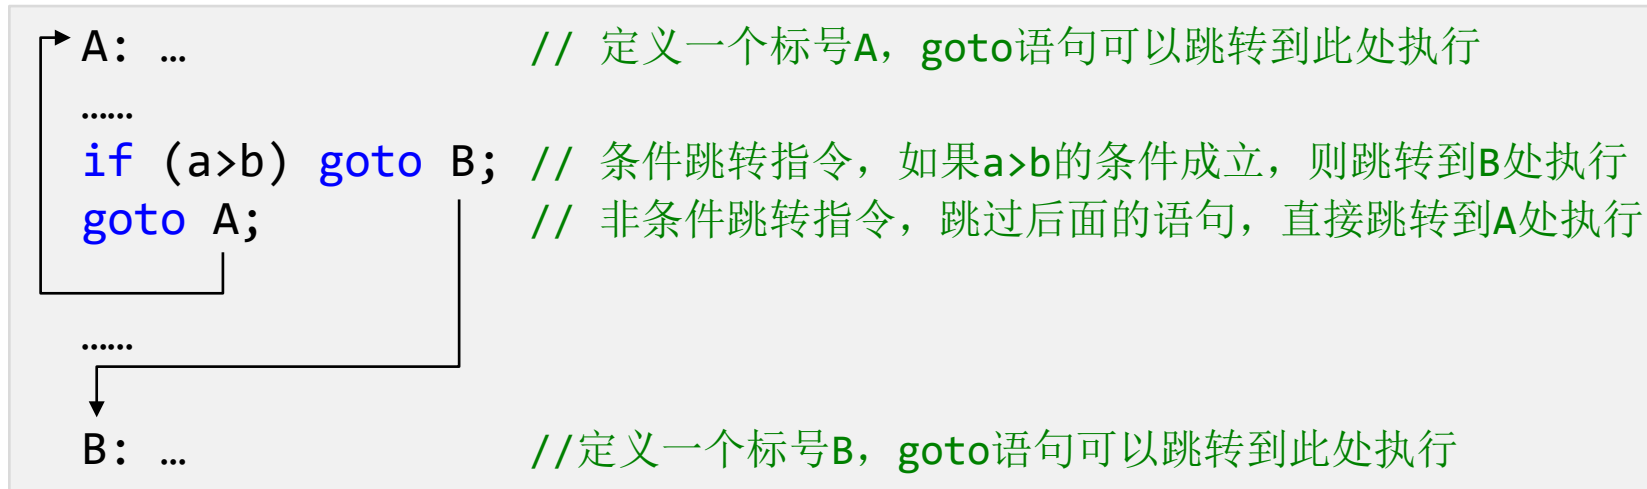 A: … // 定义一个标号A，goto语句可以跳转到此处执行
……
if (a>b) goto B; // 条件跳转指令，如果a>b的条件成立，则跳转到B处执行
goto A; // 非条件跳转指令，跳过后面的语句，直接跳转到A处执行
……
B: … //定义一个标号B，goto语句可以跳转到此处执行